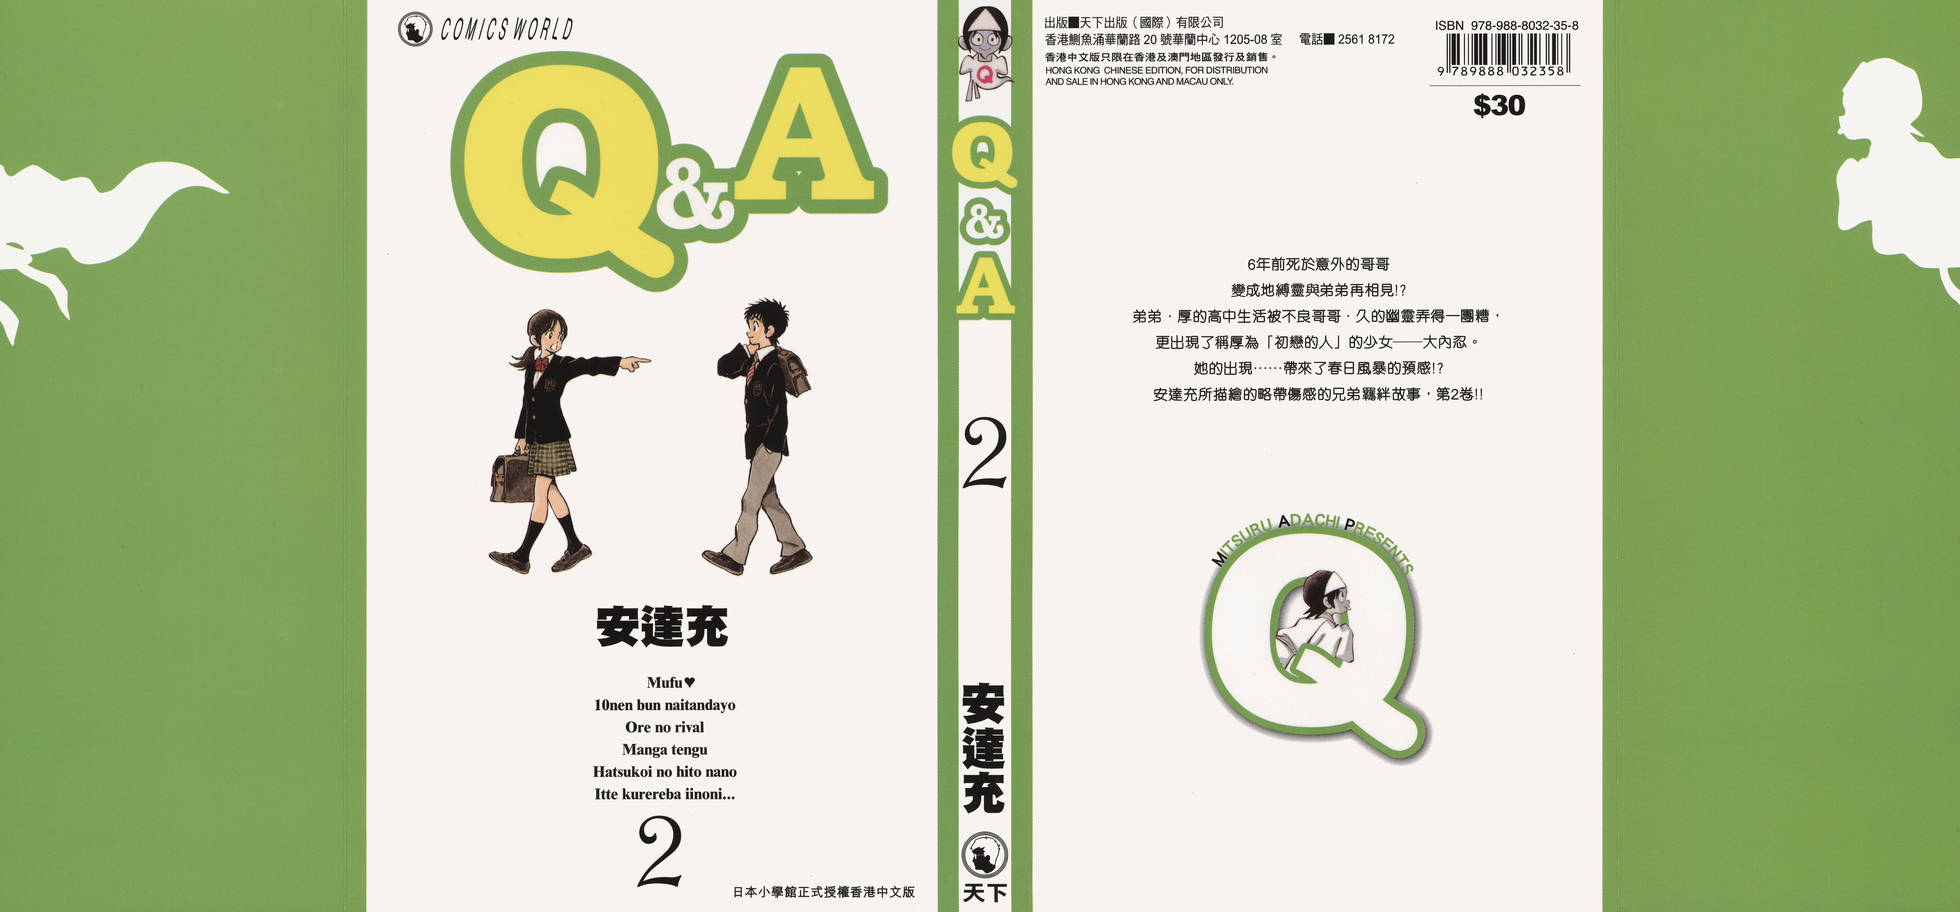 COMICS WORLD
Q&A
安達充
Mufu♥
10nen bun naitandayo
Ore no rival
Manga tengu
Hatsukoi no hito nano
Itte kurereba iinoni...
2
日本小學館正式授權香港中文版
Q
Q
&
A
2
安達充
天下
出版■天下出版（國際）有限公司
香港鰂魚涌華蘭路 20 號華蘭中心 1205-08 室 電話■ 2561 8172
香港中文版只限在香港及澳門地區發行及銷售。
HONG KONG CHINESE EDITION, FOR DISTRIBUTION
AND SALE IN HONG KONG AND MACAU ONLY.
ISBN 978-988-8032-35-8
9 789888 032358
$30
6年前死於意外的哥哥
變成地縛靈與弟弟再相見!?
弟弟．厚的高中生活被不良哥哥．久的幽靈弄得一團糟，
更出現了稱厚為「初戀的人」的少女——大內忍。
她的出現⋯⋯帶來了春日風暴的預感!?
安達充所描繪的略帶傷感的兄弟羈絆故事，第2卷!!
MITSURU ADACHI PRESENTS
Q